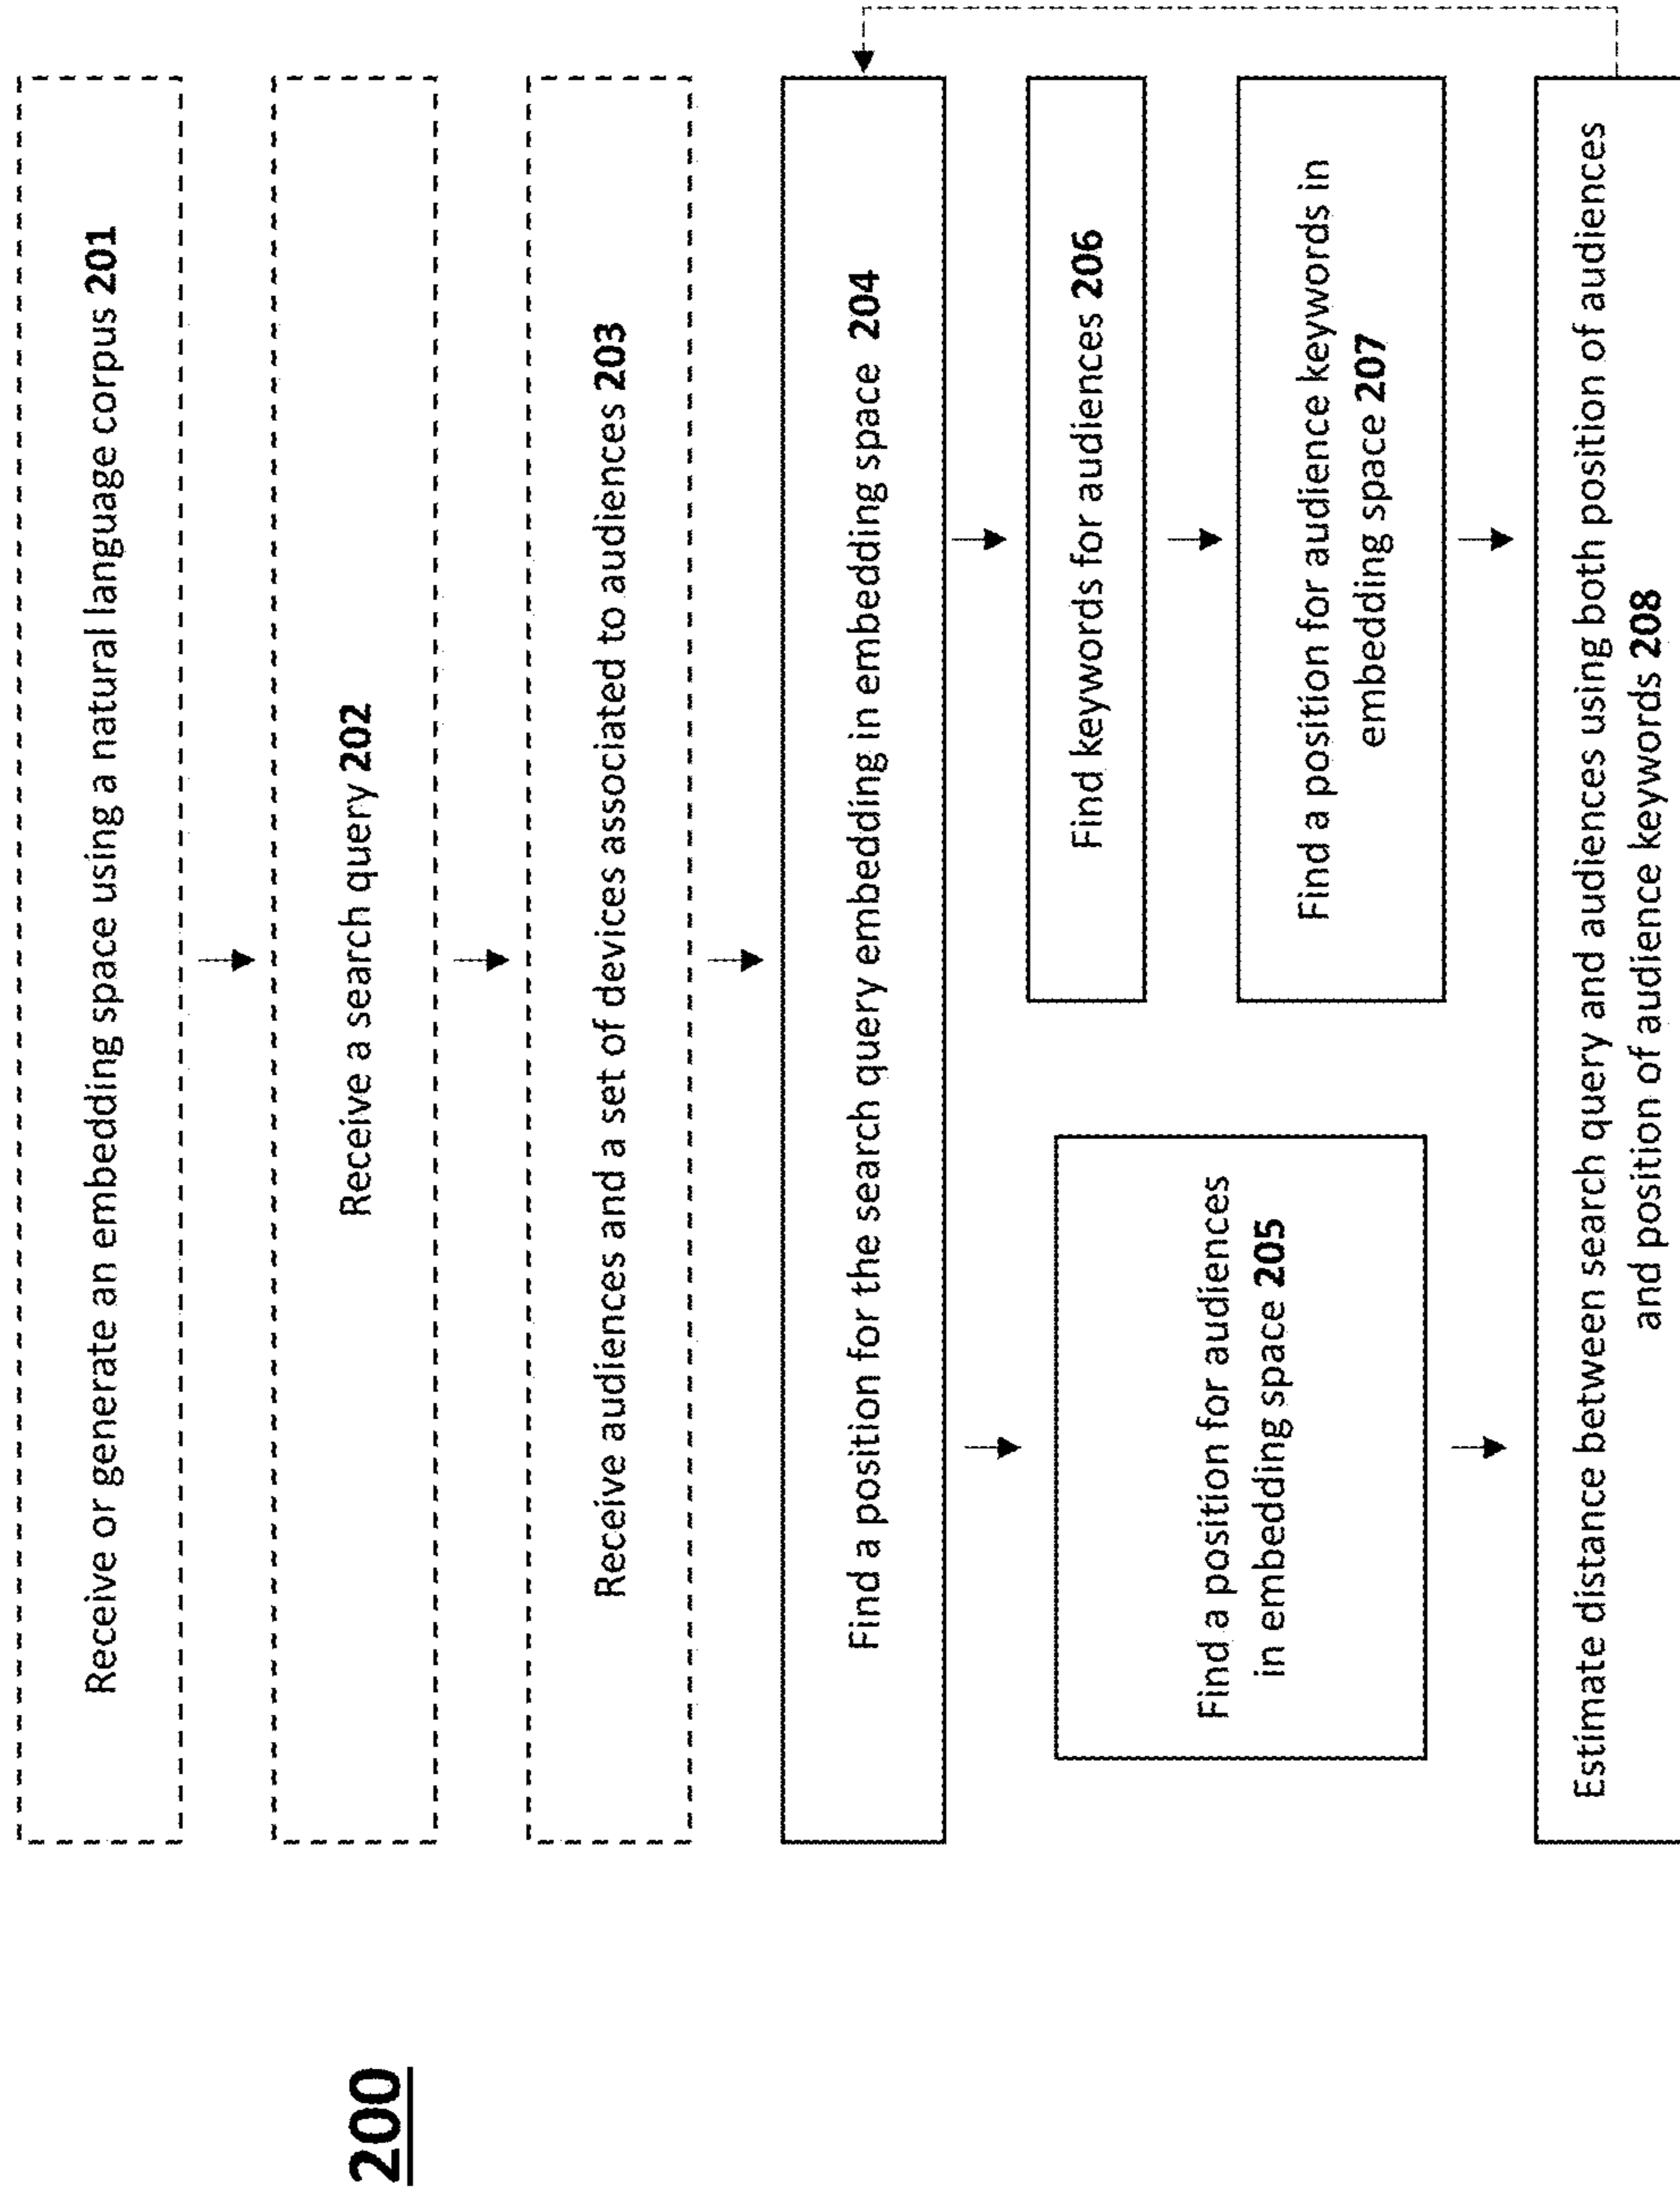 200
Receive or generate an embedding space using a natural language corpus 201
Receive a search query 202
Receive audiences and a set of devices associated to audiences 203
Find a position for the search query embedding in embedding space 204
Find a position for audiences
in embedding space 205
Find keywords for audiences 206
Find a position for audience keywords in
embedding space 207
Estimate distance between search query and audiences using both position of audiences
and position of audience keywords 208